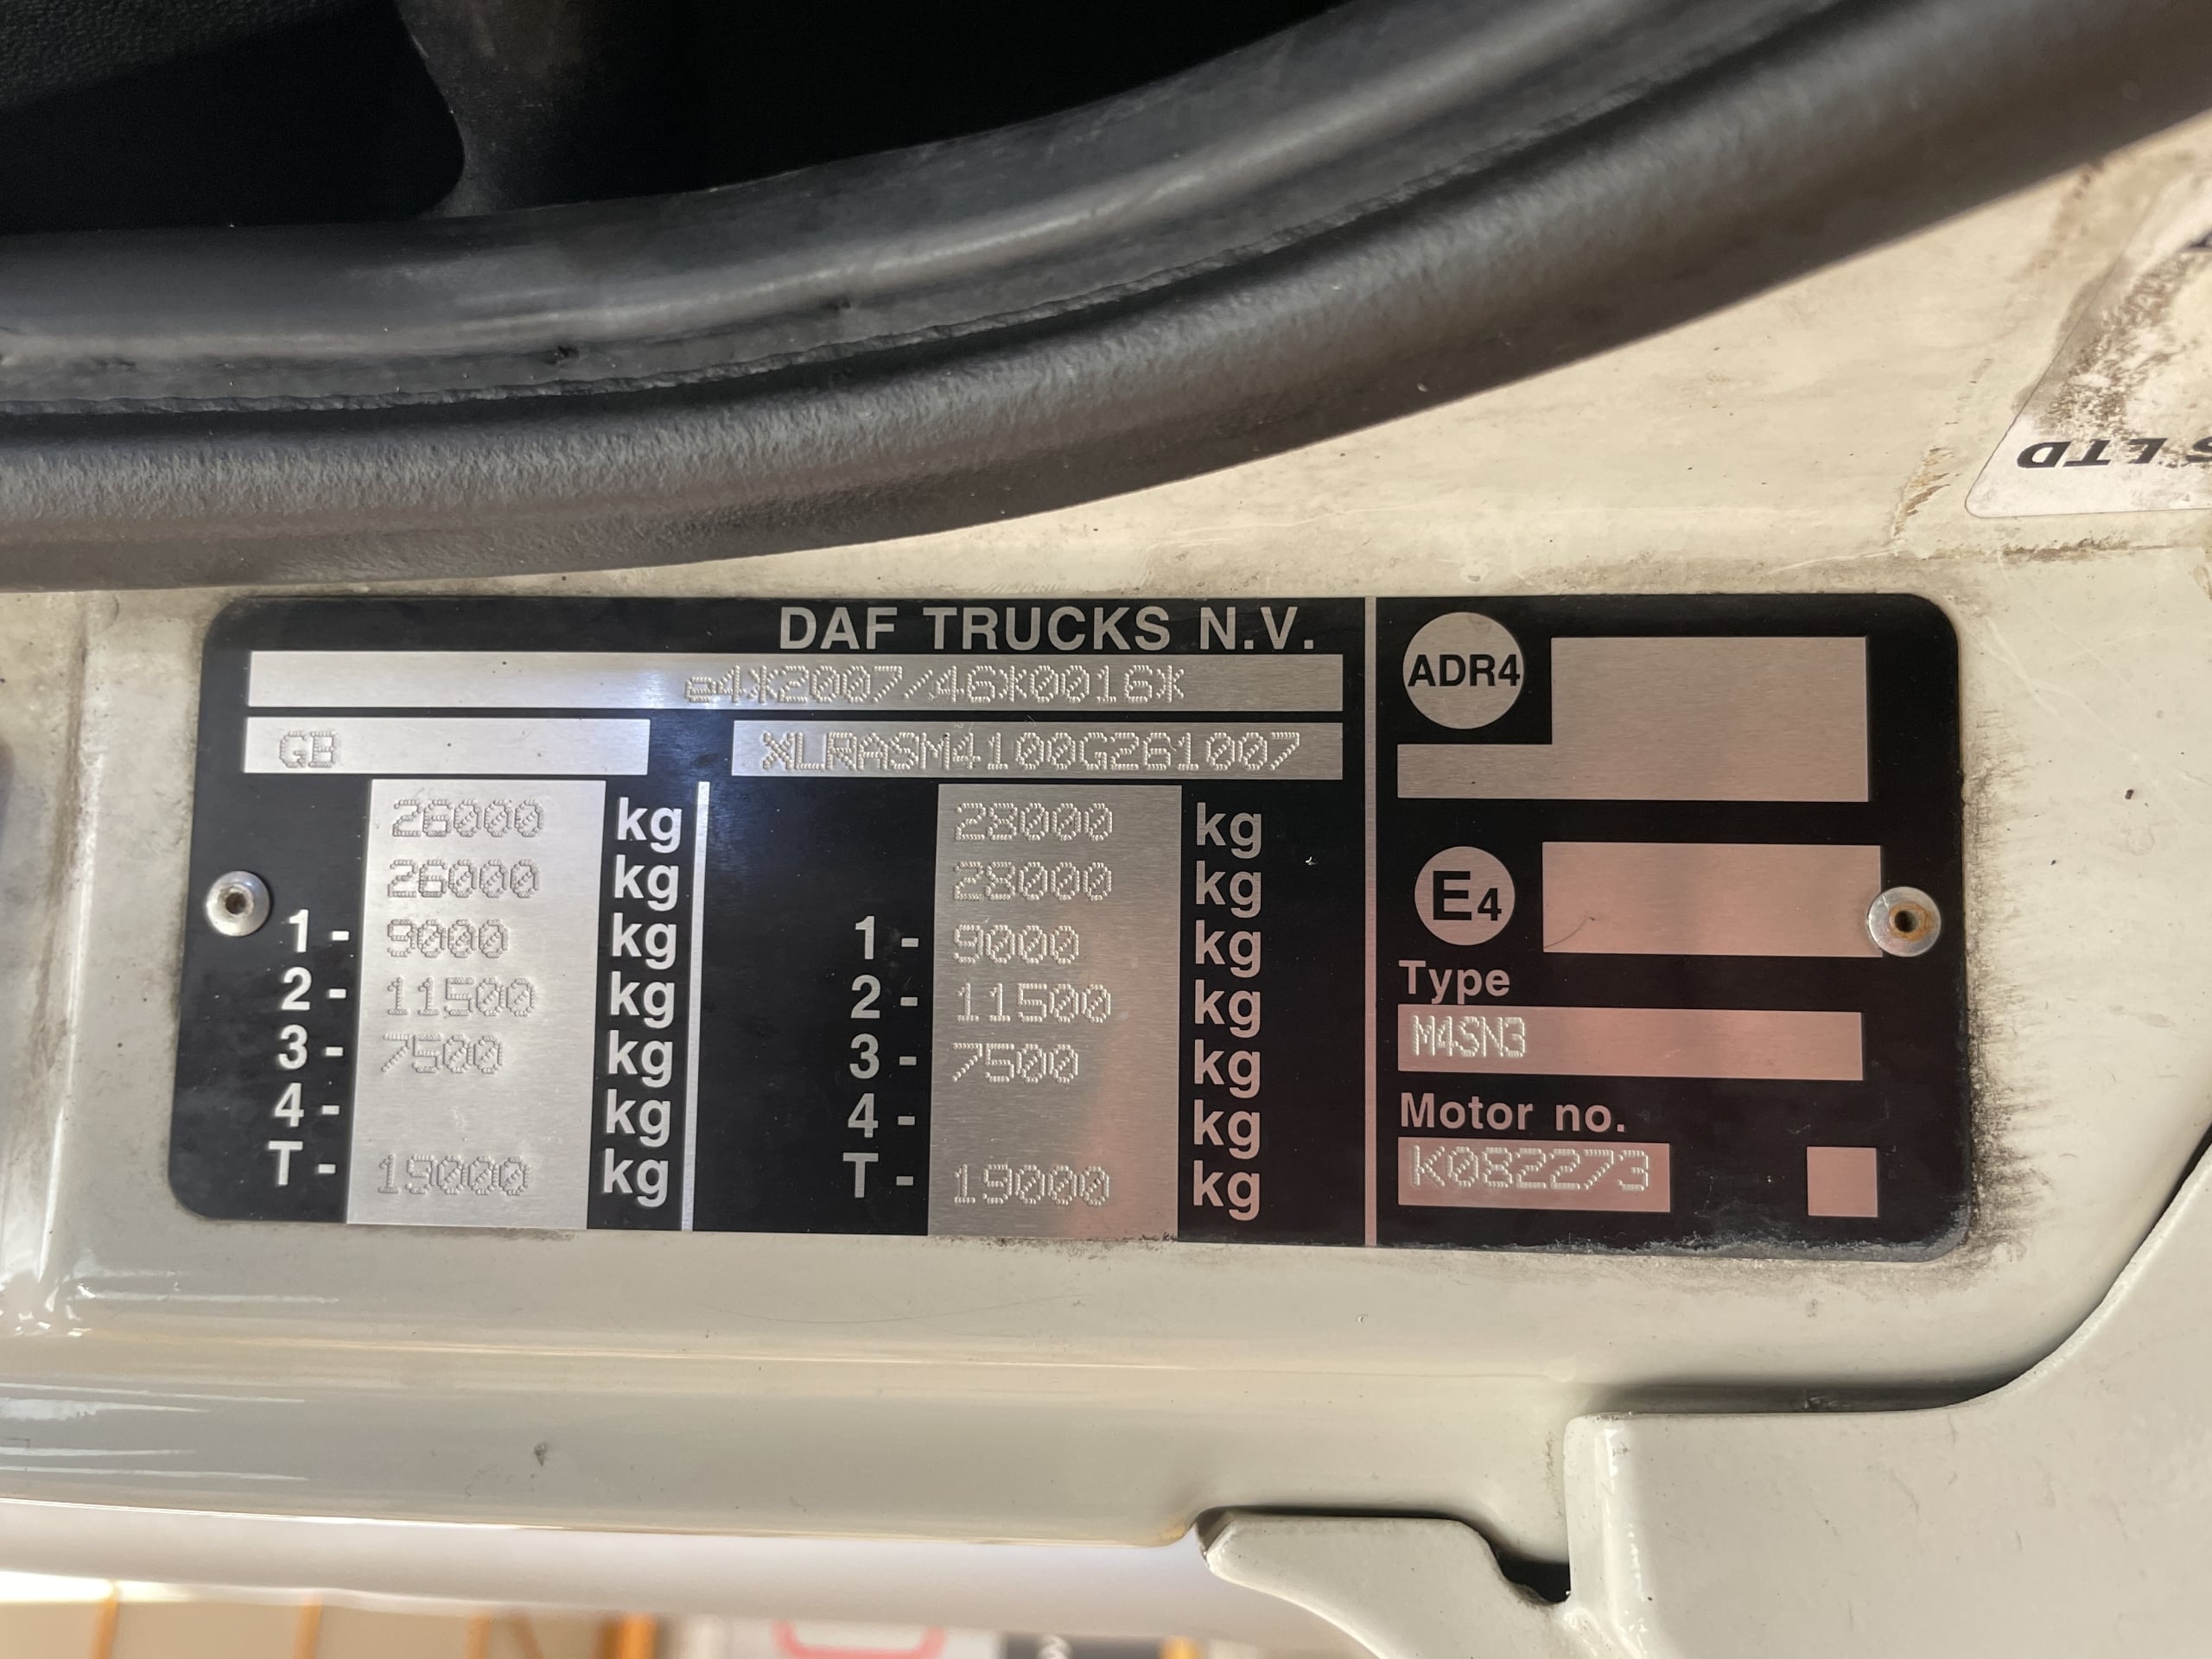 S LTD
DAF TRUCKS N.V.
e4*2007/46*0016*
GB XLRASM4100G261007
26000 kg 28000 kg
26000 kg 28000 kg
1- 9000 kg 1- 9000 kg
2- 11500 kg 2- 11500 kg
3- 7500 kg 3- 7500 kg
4- kg 4- kg
T- 19000 kg T- 19000 kg
ADR4
E4
Type
M4SN3
Motor no.
K082273